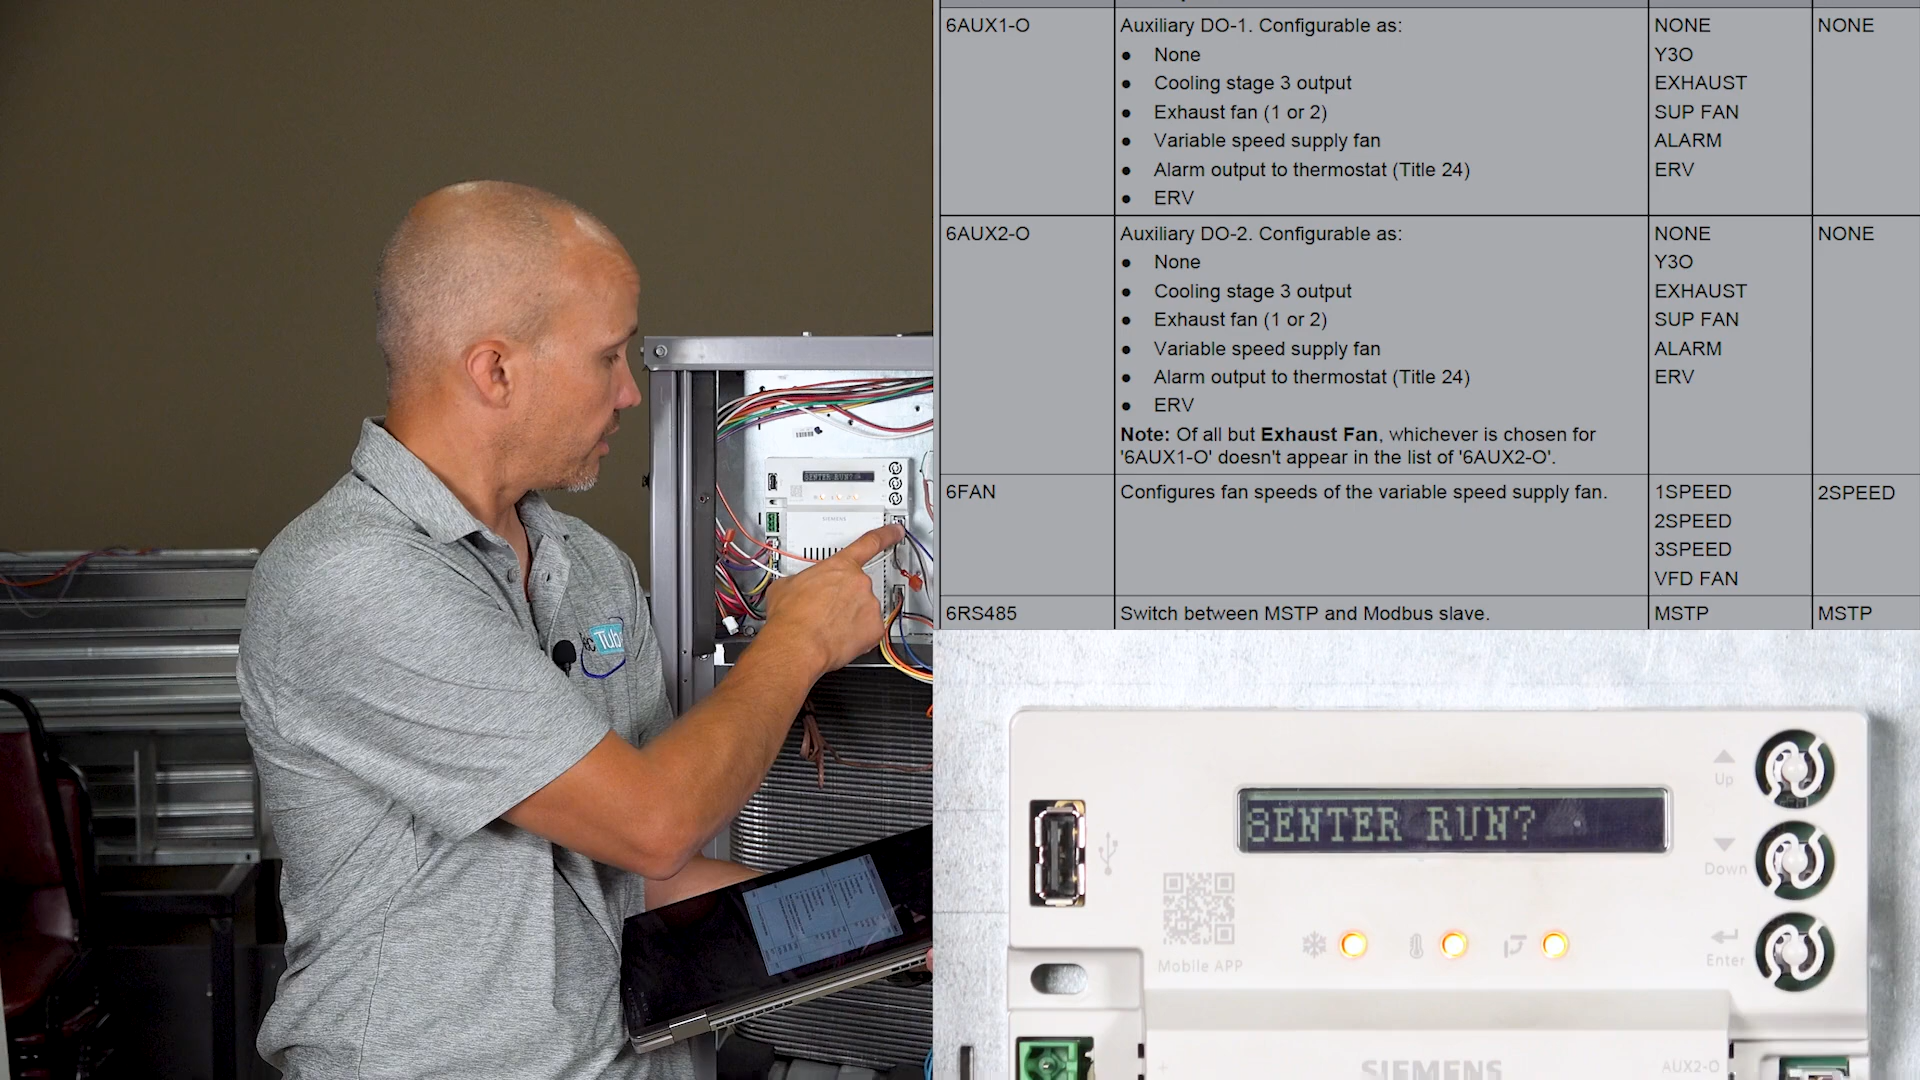 6AUX1-O
Auxiliary DO-1. Configurable as:
● None
● Cooling stage 3 output
● Exhaust fan (1 or 2)
● Variable speed supply fan
● Alarm output to thermostat (Title 24)
● ERV
NONE
Y3O
EXHAUST
SUP FAN
ALARM
ERV
NONE
6AUX2-O
Auxiliary DO-2. Configurable as:
● None
● Cooling stage 3 output
● Exhaust fan (1 or 2)
● Variable speed supply fan
● Alarm output to thermostat (Title 24)
● ERV
Note: Of all but Exhaust Fan, whichever is chosen for
'6AUX1-O' doesn't appear in the list of '6AUX2-O'.
NONE
Y3O
EXHAUST
SUP FAN
ALARM
ERV
NONE
6FAN
Configures fan speeds of the variable speed supply fan.
1SPEED
2SPEED
3SPEED
VFD FAN
2SPEED
6RS485
Switch between MSTP and Modbus slave.
MSTP
MSTP
8ENTER RUN?
SIEMENS
8ENTER RUN?
Up
Down
Enter
Mobile APP
SIEMENS
AUX2-O